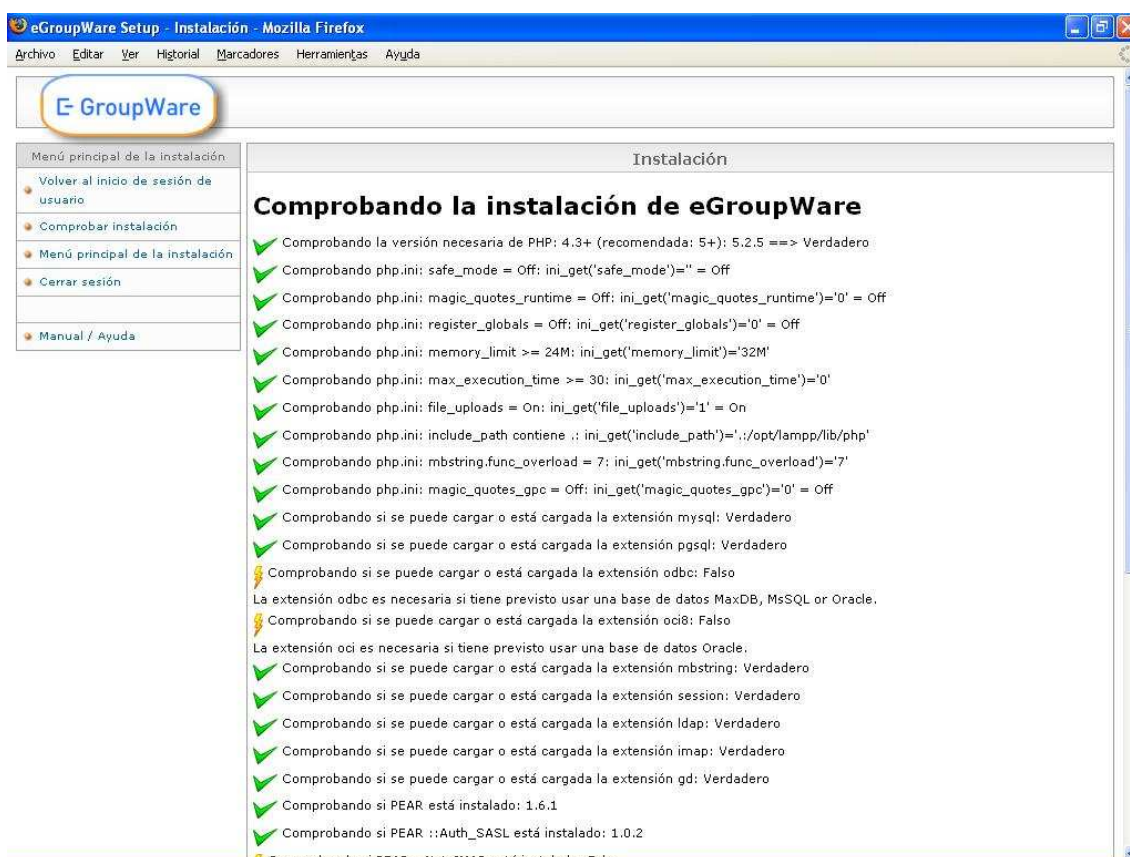 eGroupWare Setup - Instalación - Mozilla Firefox
Archivo Editar Ver Historial Marcadores Herramientas Ayuda
E- GroupWare
Menú principal de la instalación
Volver al inicio de sesión de
usuario
Comprobar instalación
Menú principal de la instalación
Cerrar sesión
Manual / Ayuda
Instalación
Comprobando la instalación de eGroupWare
Comprobando la versión necesaria de PHP: 4.3+ (recomendada: 5+): 5.2.5 ==> Verdadero
Comprobando php.ini: safe_mode = Off: ini_get('safe_mode')='' = Off
Comprobando php.ini: magic_quotes_runtime = Off: ini_get('magic_quotes_runtime')='0' = Off
Comprobando php.ini: register_globals = Off: ini_get('register_globals')='0' = Off
Comprobando php.ini: memory_limit >= 24M: ini_get('memory_limit')='32M'
Comprobando php.ini: max_execution_time >= 30: ini_get('max_execution_time')='0'
Comprobando php.ini: file_uploads = On: ini_get('file_uploads')='1' = On
Comprobando php.ini: include_path contiene .: ini_get('include_path')='.:/opt/lampp/lib/php'
Comprobando php.ini: mbstring.func_overload = 7: ini_get('mbstring.func_overload')='7'
Comprobando php.ini: magic_quotes_gpc = Off: ini_get('magic_quotes_gpc')='0' = Off
Comprobando si se puede cargar o está cargada la extensión mysql: Verdadero
Comprobando si se puede cargar o está cargada la extensión pgsql: Verdadero
Comprobando si se puede cargar o está cargada la extensión odbc: Falso
La extensión odbc es necesaria si tiene previsto usar una base de datos MaxDB, MsSQL or Oracle.
Comprobando si se puede cargar o está cargada la extensión oci8: Falso
La extensión oci es necesaria si tiene previsto usar una base de datos Oracle.
Comprobando si se puede cargar o está cargada la extensión mbstring: Verdadero
Comprobando si se puede cargar o está cargada la extensión session: Verdadero
Comprobando si se puede cargar o está cargada la extensión ldap: Verdadero
Comprobando si se puede cargar o está cargada la extensión imap: Verdadero
Comprobando si se puede cargar o está cargada la extensión gd: Verdadero
Comprobando si PEAR está instalado: 1.6.1
Comprobando si PEAR ::Auth_SASL está instalado: 1.0.2